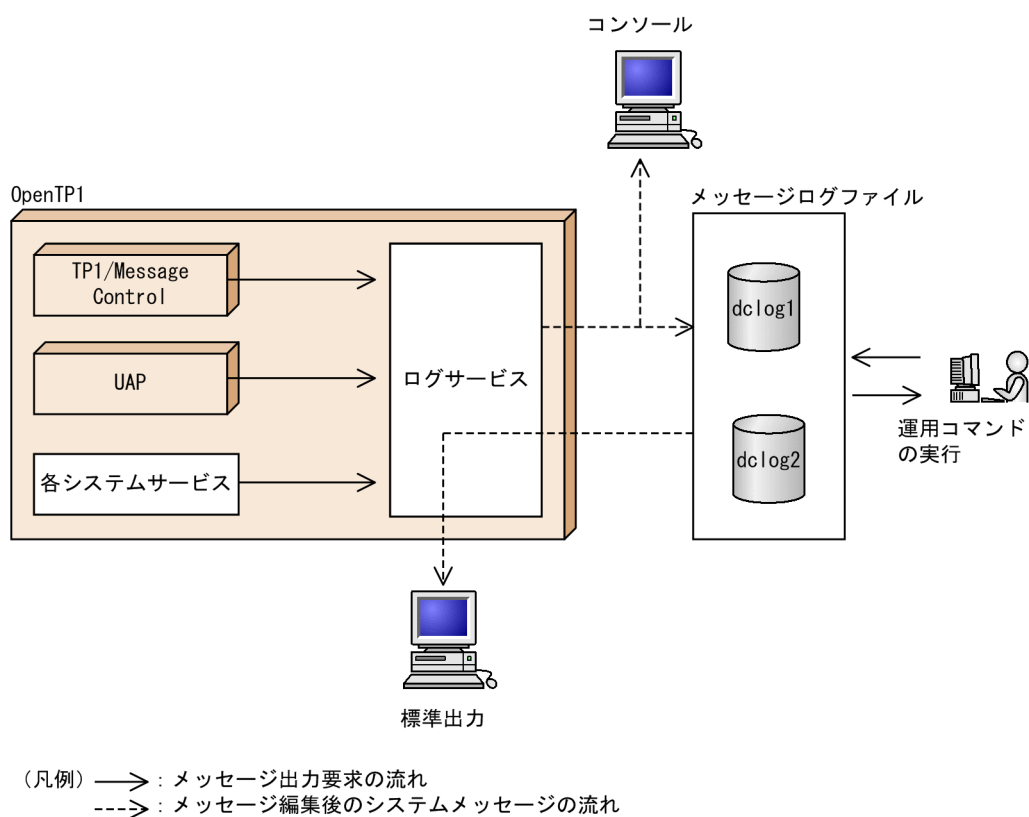 コンソール
OpenTP1
メッセージログファイル
TP1/Message
Control
dclog1
UAP
ログサービス
運用コマンド
の実行
dclog2
各システムサービス
標準出力
(凡例) : メッセージ出力要求の流れ
: メッセージ編集後のシステムメッセージの流れ